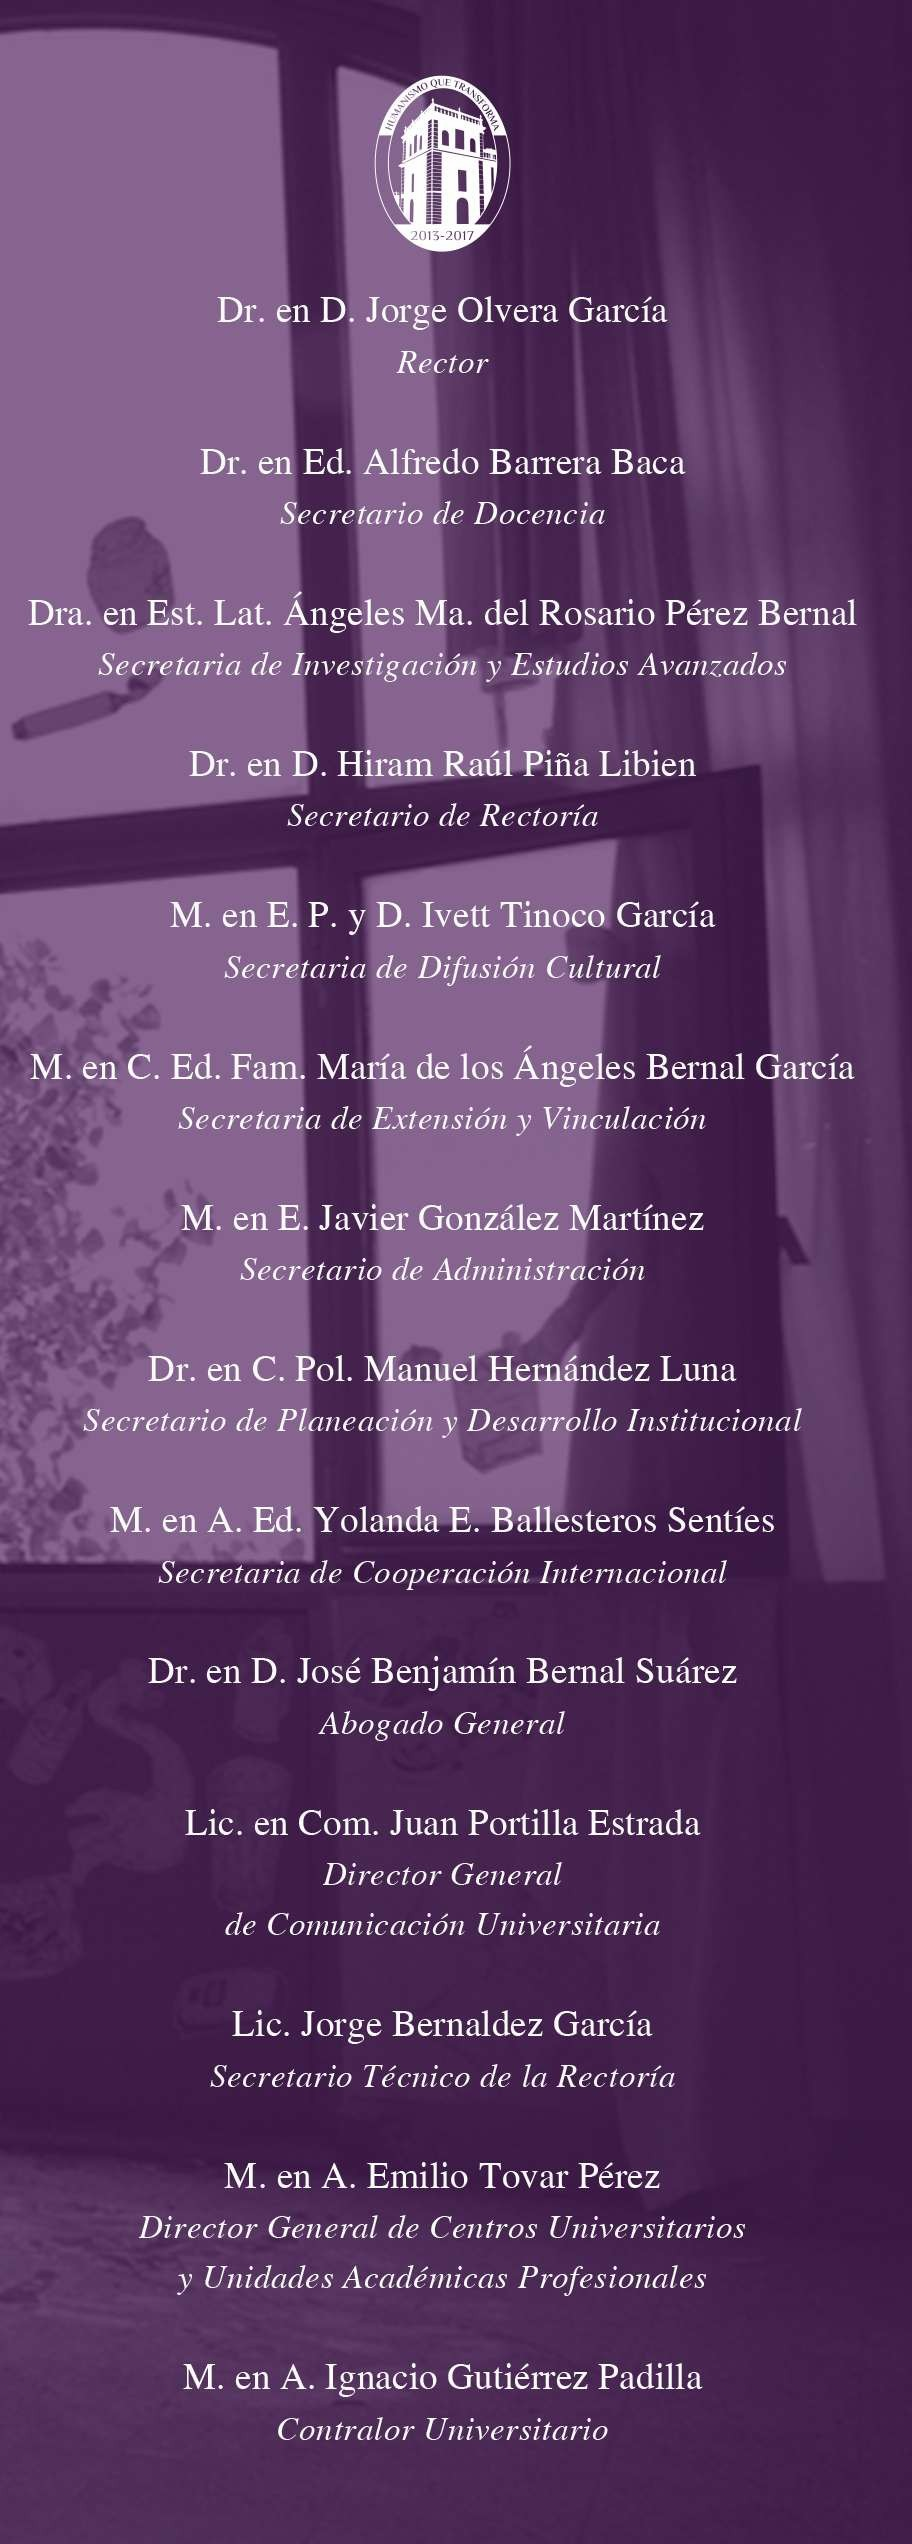 HUMANISMO QUE TRANSFORMA
2013-2017
Dr. en D. Jorge Olvera García
Rector
Dr. en Ed. Alfredo Barrera Baca
Secretario de Docencia
Dra. en Est. Lat. Ángeles Ma. del Rosario Pérez Bernal
Secretaria de Investigación y Estudios Avanzados
Dr. en D. Hiram Raúl Piña Libien
Secretario de Rectoría
M. en E. P. y D. Ivett Tinoco García
Secretaria de Difusión Cultural
M. en C. Ed. Fam. María de los Ángeles Bernal García
Secretaria de Extensión y Vinculación
M. en E. Javier González Martínez
Secretario de Administración
Dr. en C. Pol. Manuel Hernández Luna
Secretario de Planeación y Desarrollo Institucional
M. en A. Ed. Yolanda E. Ballesteros Sentíes
Secretaria de Cooperación Internacional
Dr. en D. José Benjamín Bernal Suárez
Abogado General
Lic. en Com. Juan Portilla Estrada
Director General
de Comunicación Universitaria
Lic. Jorge Bernaldez García
Secretario Técnico de la Rectoría
M. en A. Emilio Tovar Pérez
Director General de Centros Universitarios
y Unidades Académicas Profesionales
M. en A. Ignacio Gutiérrez Padilla
Contralor Universitario